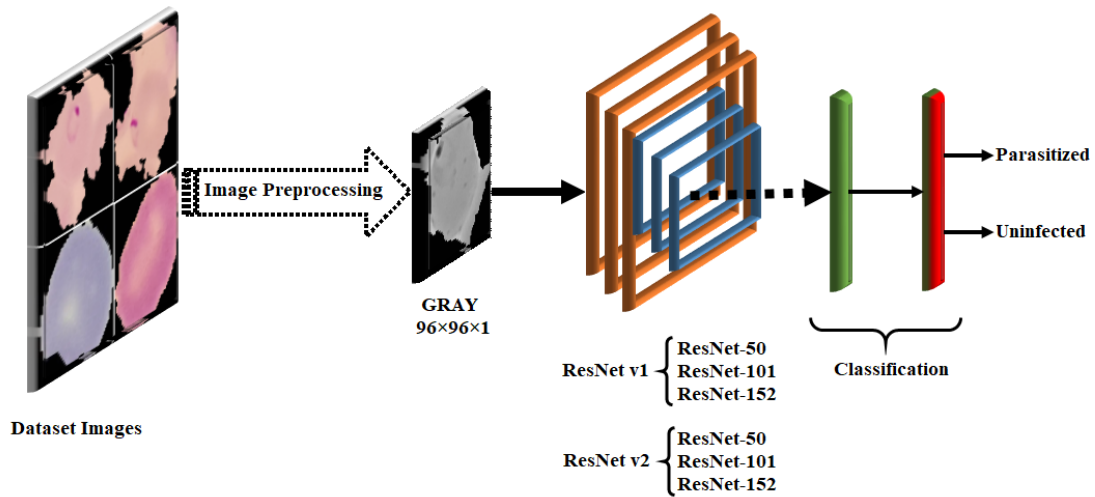 Image Preprocessing
Parasitized
Uninfected
GRAY
96×96×1
Classification
Dataset Images
ResNet v1
ResNet-50
ResNet-101
ResNet-152
ResNet v2
ResNet-50
ResNet-101
ResNet-152